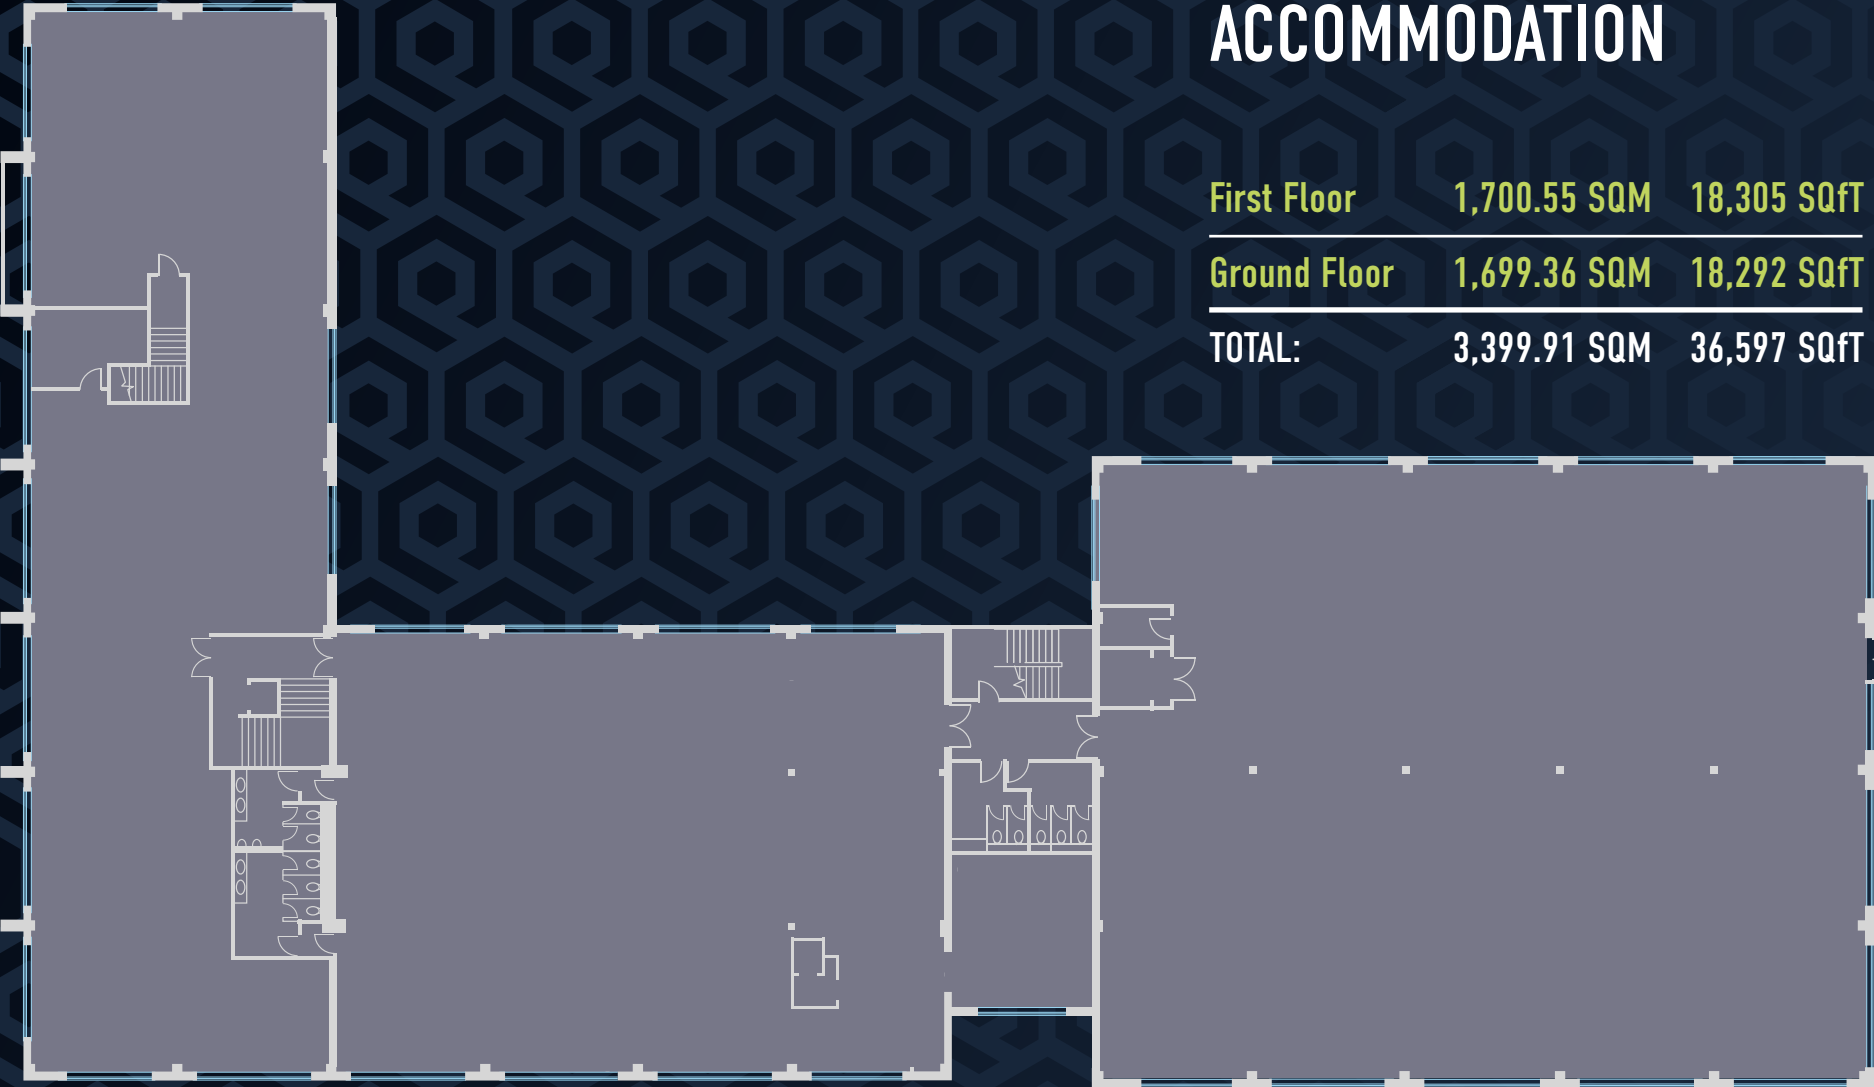 ACCOMMODATION
First Floor 1,700.55 SQM 18,305 SQfT
Ground Floor 1,699.36 SQM 18,292 SQfT
TOTAL: 3,399.91 SQM 36,597 SQfT